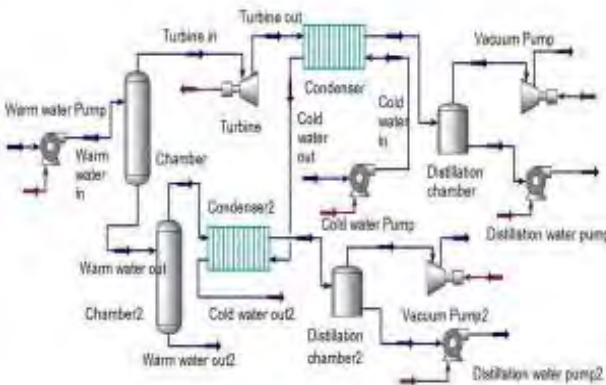 Turbine in
Turbine out
Vacuum Pump
Condenser
Warm water Pump
Turbine
Cold
water
out
Cold
water
in
Warm
water
in
Chamber
Distillation
chamber
Condenser2
Cold water Pump
Distillation water pump
Warm water out
Chamber2
Cold water out2
Distillation
chamber2
Vacuum Pump2
Warm water out2
Distillation water pump2